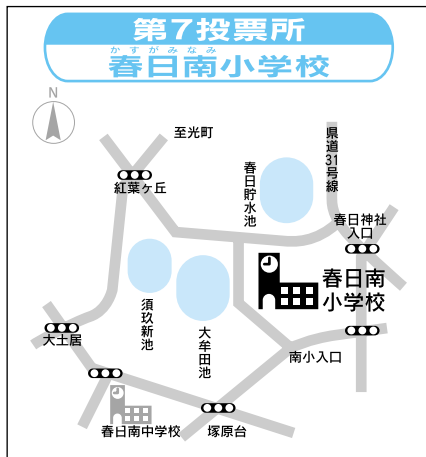 第7投票所
かすがみなみ
春日南小学校
N
至光町
県道31号線
春日貯水池
紅葉ヶ丘
春日神社
入口
春日南
小学校
須玖新池
大牟田池
大土居
南小入口
春日南中学校
塚原台